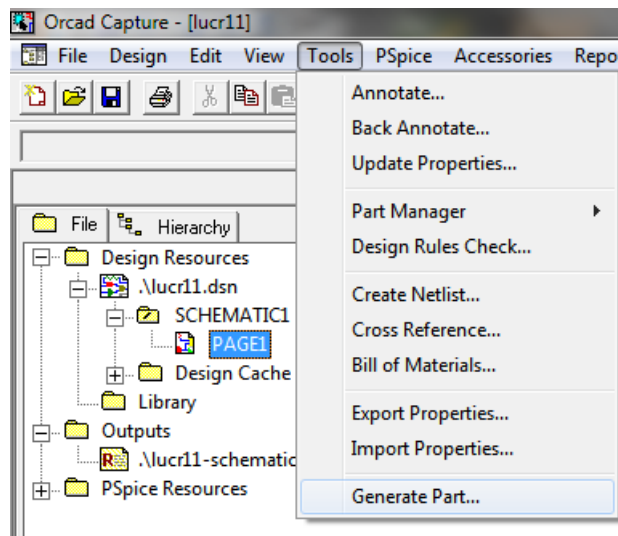 Orcad Capture - [lucr11]
File Design Edit View Tools PSpice Accessories Repo
Annotate...
Back Annotate...
Update Properties...
Part Manager
Design Rules Check...
Create Netlist...
Cross Reference...
Bill of Materials...
Export Properties...
Import Properties...
Generate Part...
File Hierarchy
Design Resources
.\lucr11.dsn
SCHEMATIC1
PAGE1
Design Cache
Library
Outputs
.\lucr11-schematic
PSpice Resources